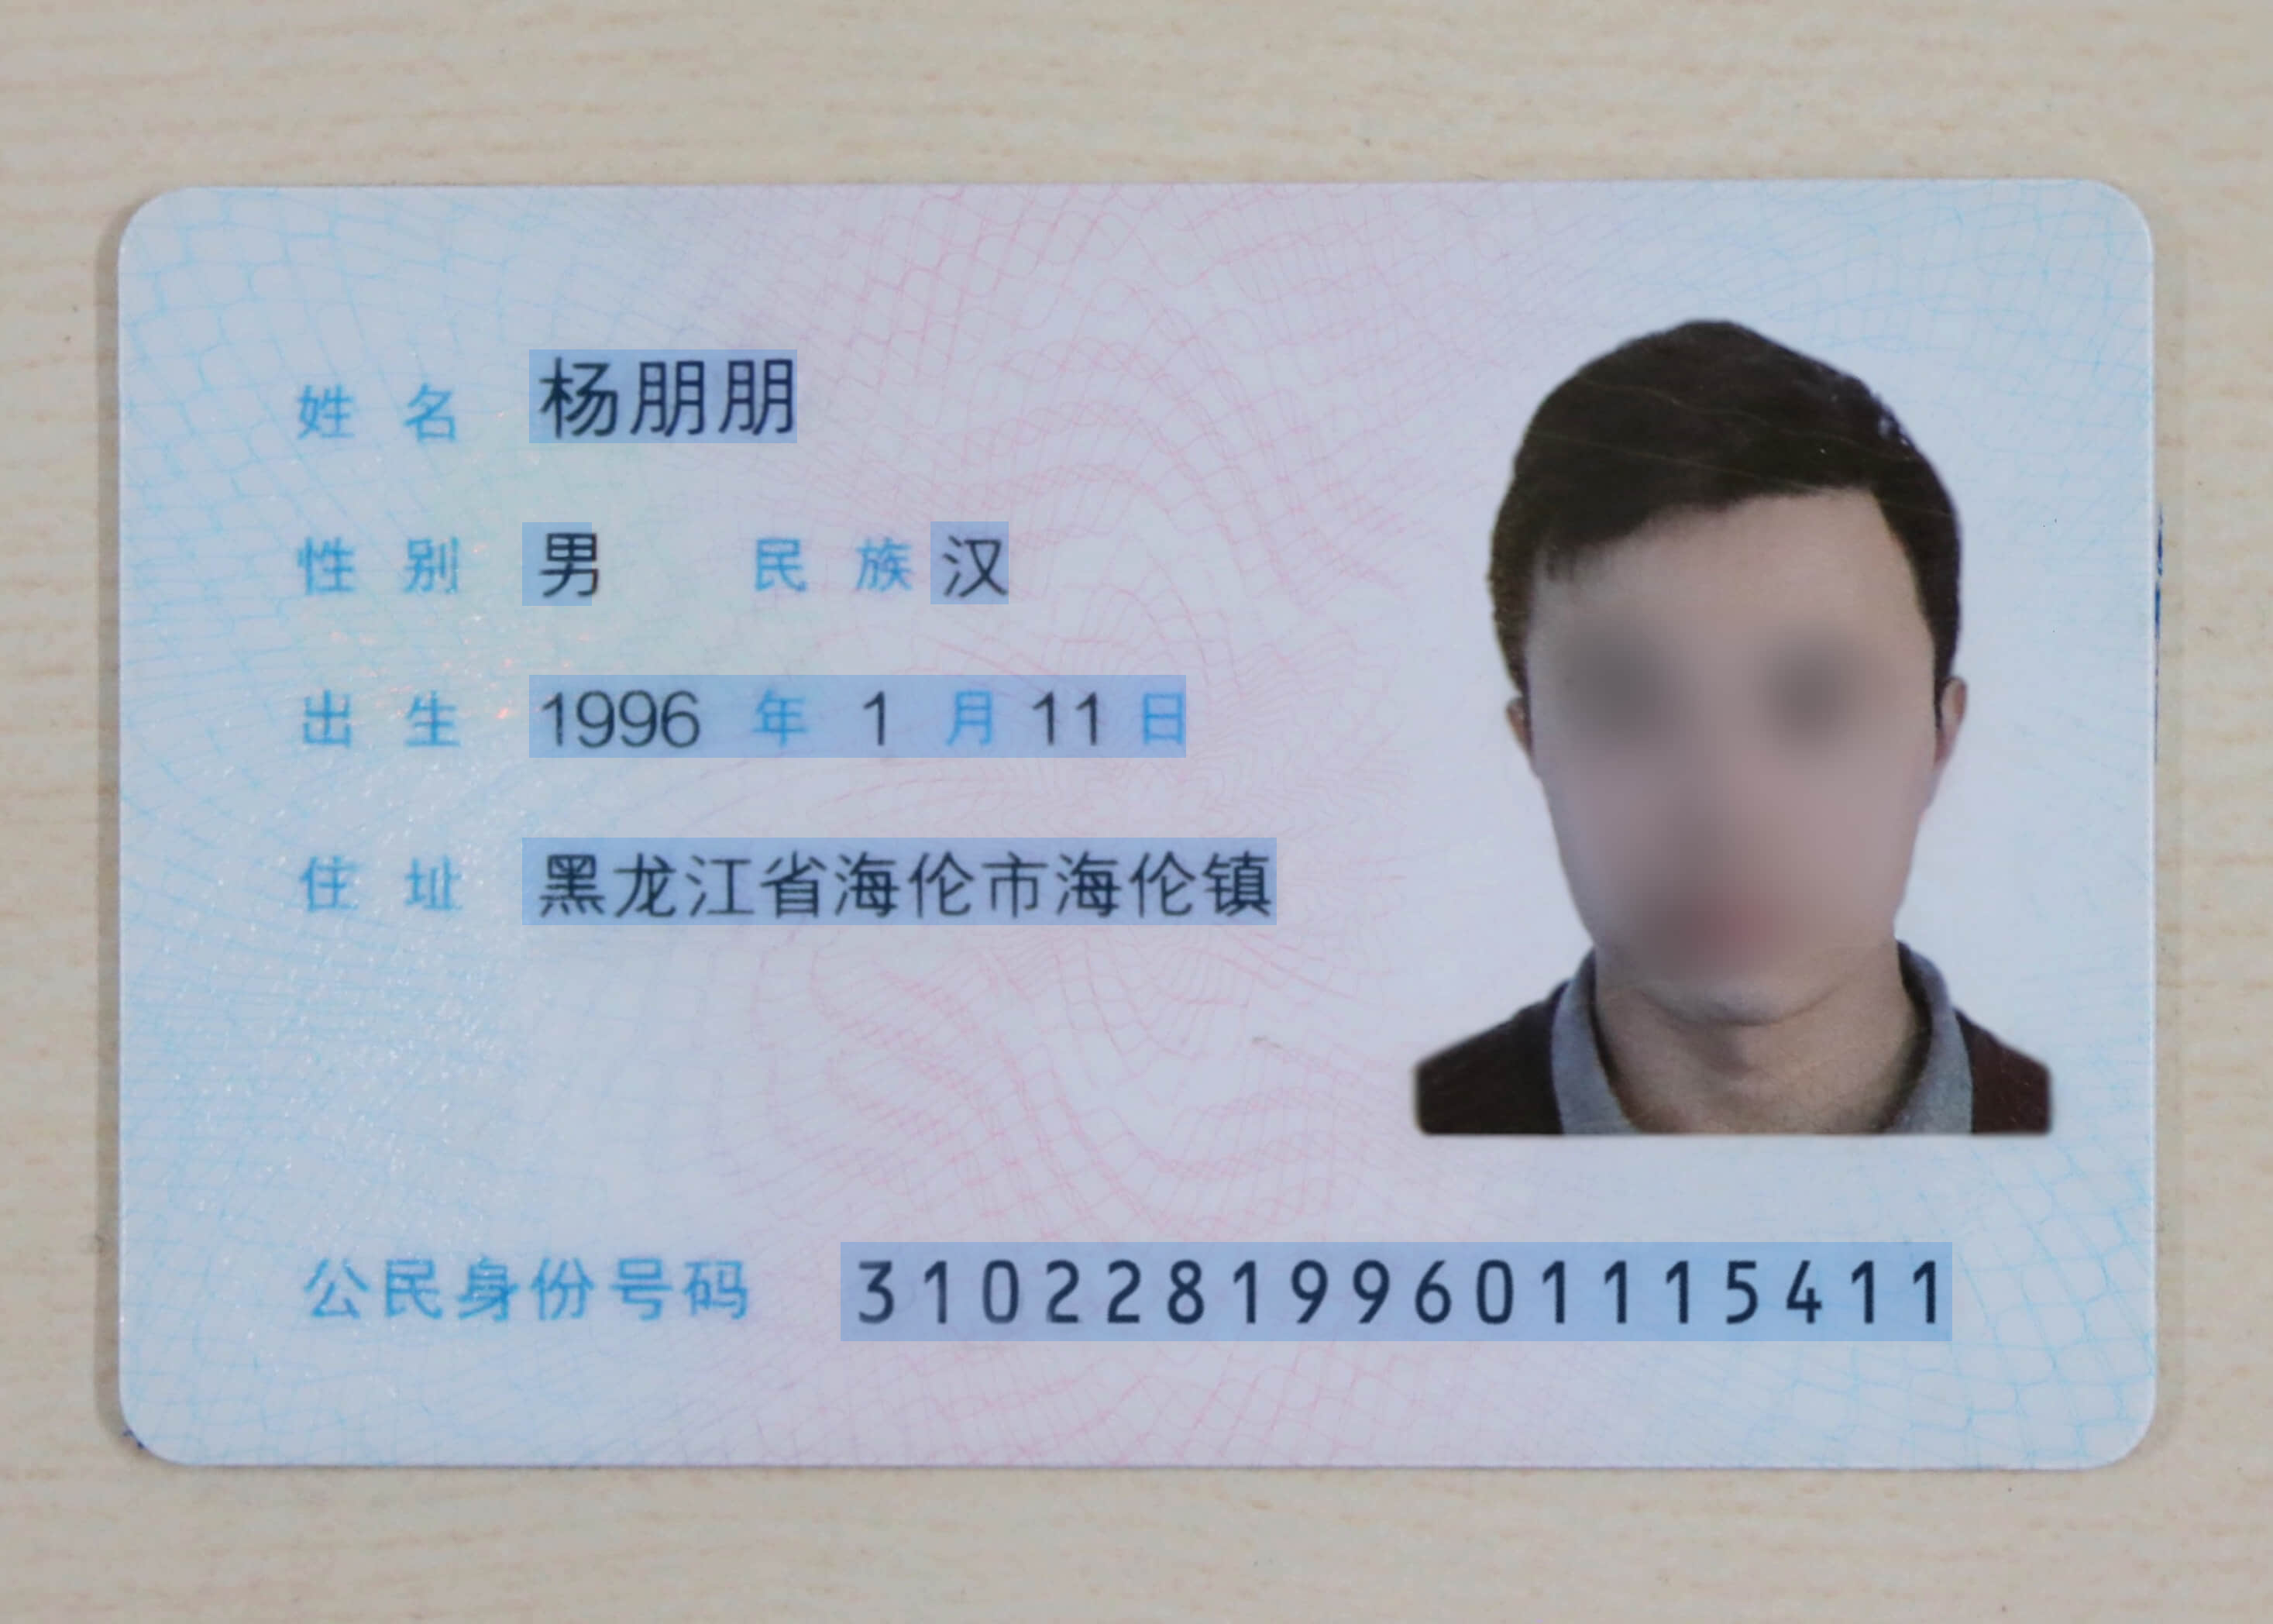 姓名 杨朋朋
性别 男 民族 汉
出生 1996 年 1 月 11 日
住址 黑龙江省海伦市海伦镇
公民身份号码 310228199601115411